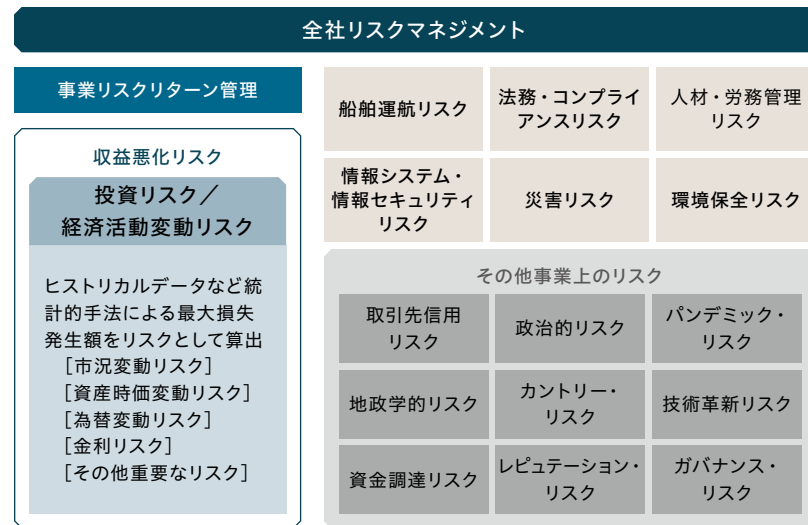 全社リスクマネジメント
事業リスクリターン管理
収益悪化リスク
投資リスク／
経済活動変動リスク
ヒストリカルデータなど統
計的手法による最大損失
発生額をリスクとして算出
［市況変動リスク］
［資産時価変動リスク］
［為替変動リスク］
［金利リスク］
［その他重要なリスク］
船舶運航リスク
法務・コンプライ
アンスリスク
人材・労務管理
リスク
情報システム・
情報セキュリティ
リスク
災害リスク
環境保全リスク
その他事業上のリスク
取引先信用
リスク
政治的リスク
パンデミック・
リスク
地政学的リスク
カントリー・
リスク
技術革新リスク
資金調達リスク
レピュテーション・
リスク
ガバナンス・
リスク